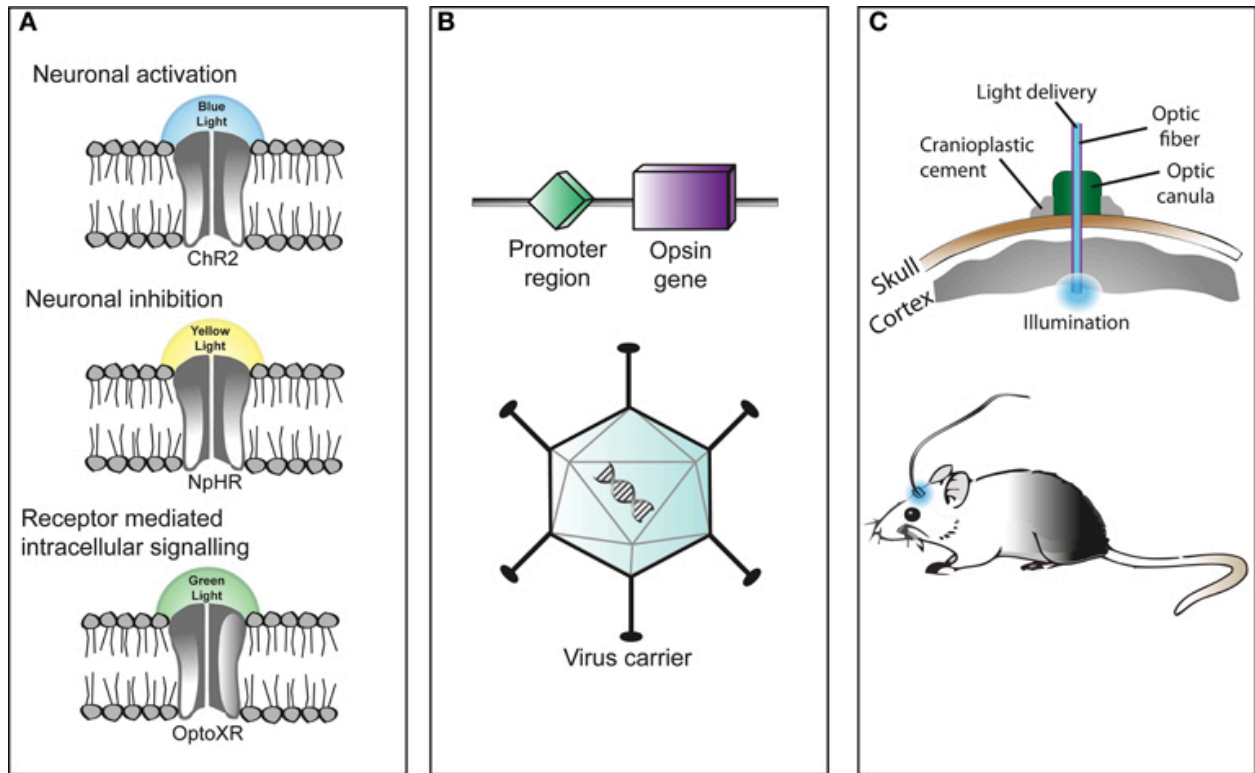 A
Neuronal activation
Blue
Light
ChR2
Neuronal inhibition
Yellow
Light
NpHR
Receptor mediated
intracellular signalling
Green
Light
OptoXR
B
Promoter
region
Opsin
gene
Virus carrier
C
Light delivery
Optic
fiber
Cranioplastic
cement
Optic
canula
Skull
Cortex
Illumination